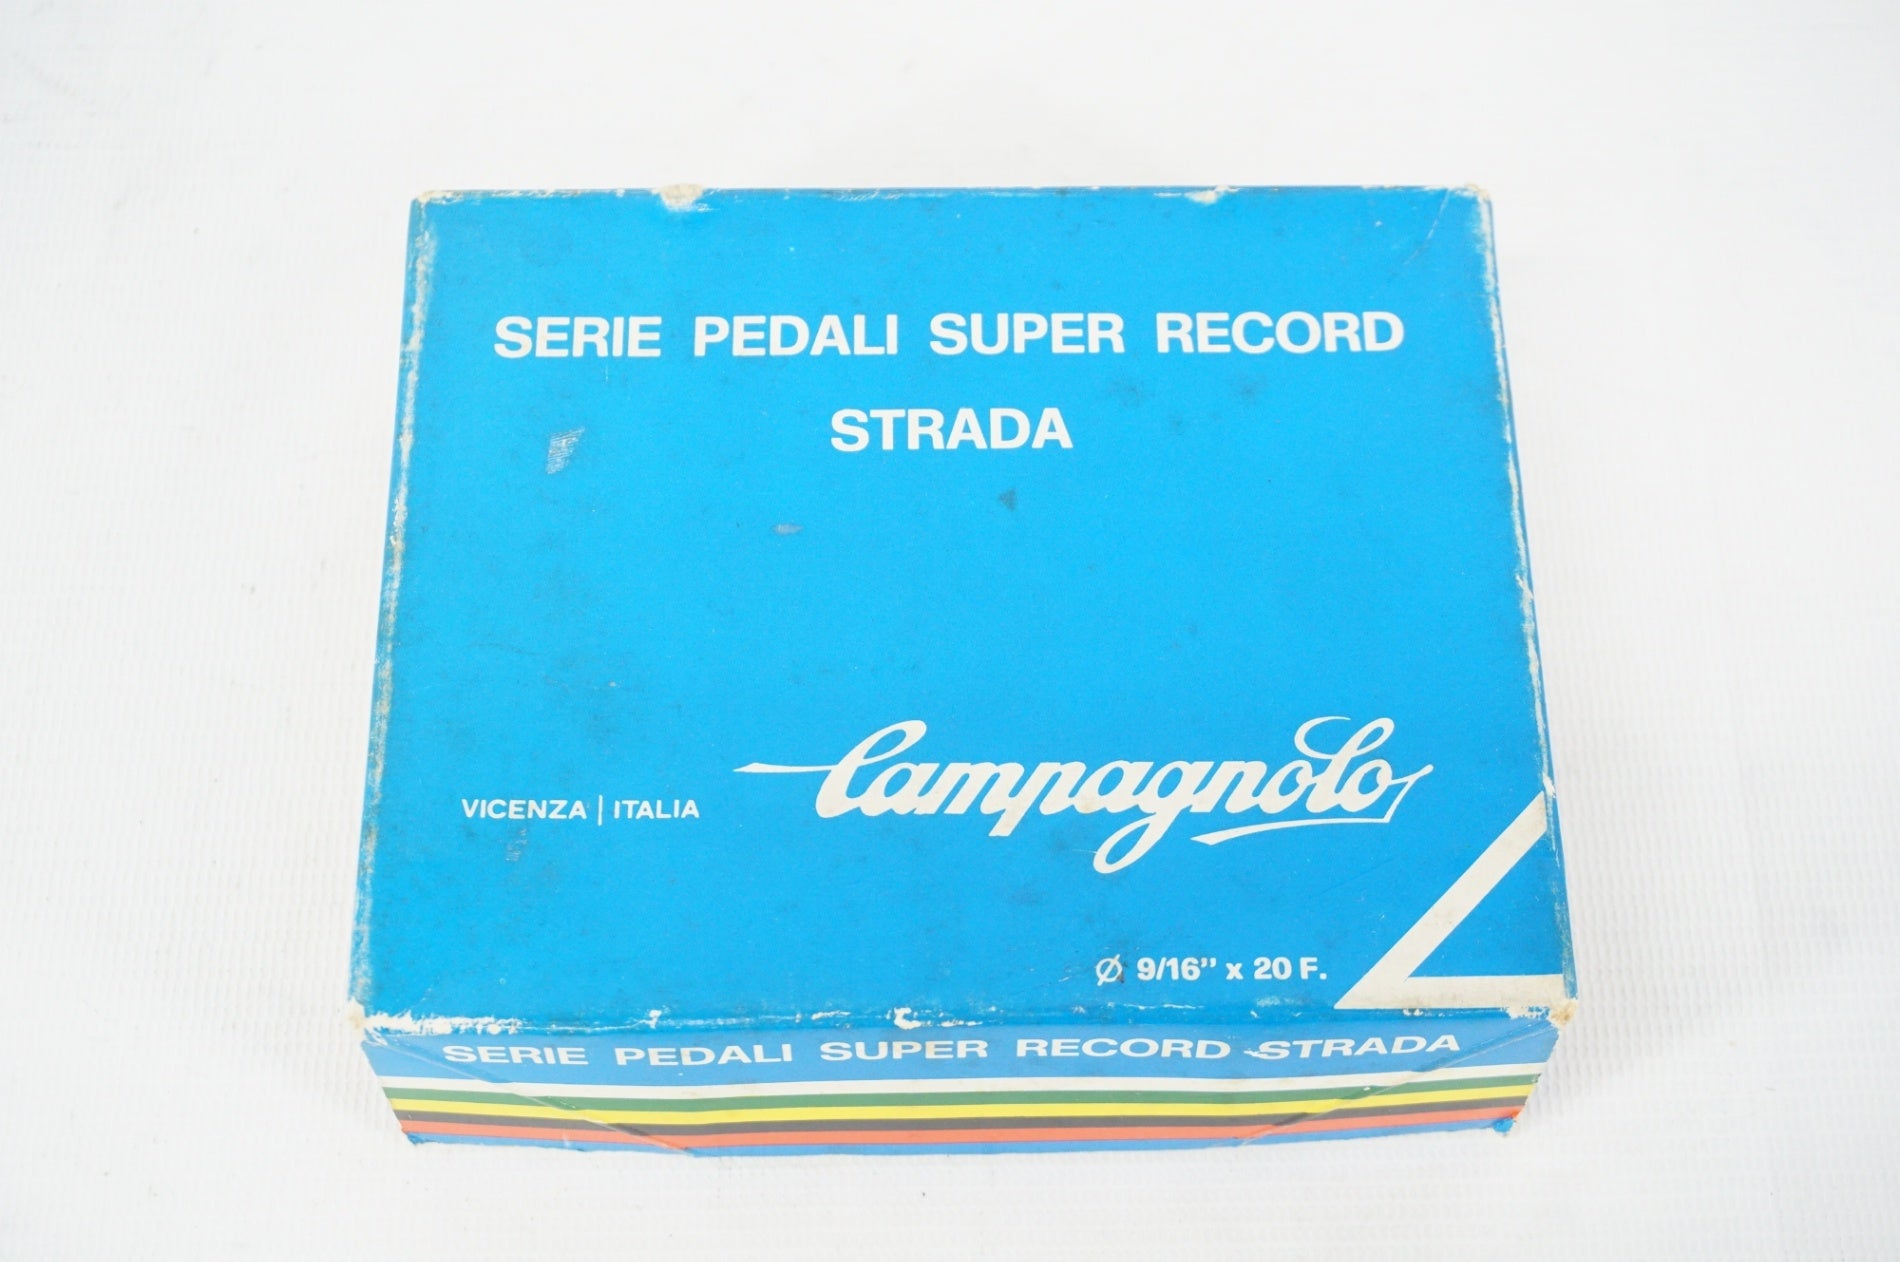 SERIE PEDALI SUPER RECORD
STRADA
VICENZA | ITALIA
Campagnolo
Ø 9/16" x 20 F.
SERIE PEDALI SUPER RECORD STRADA